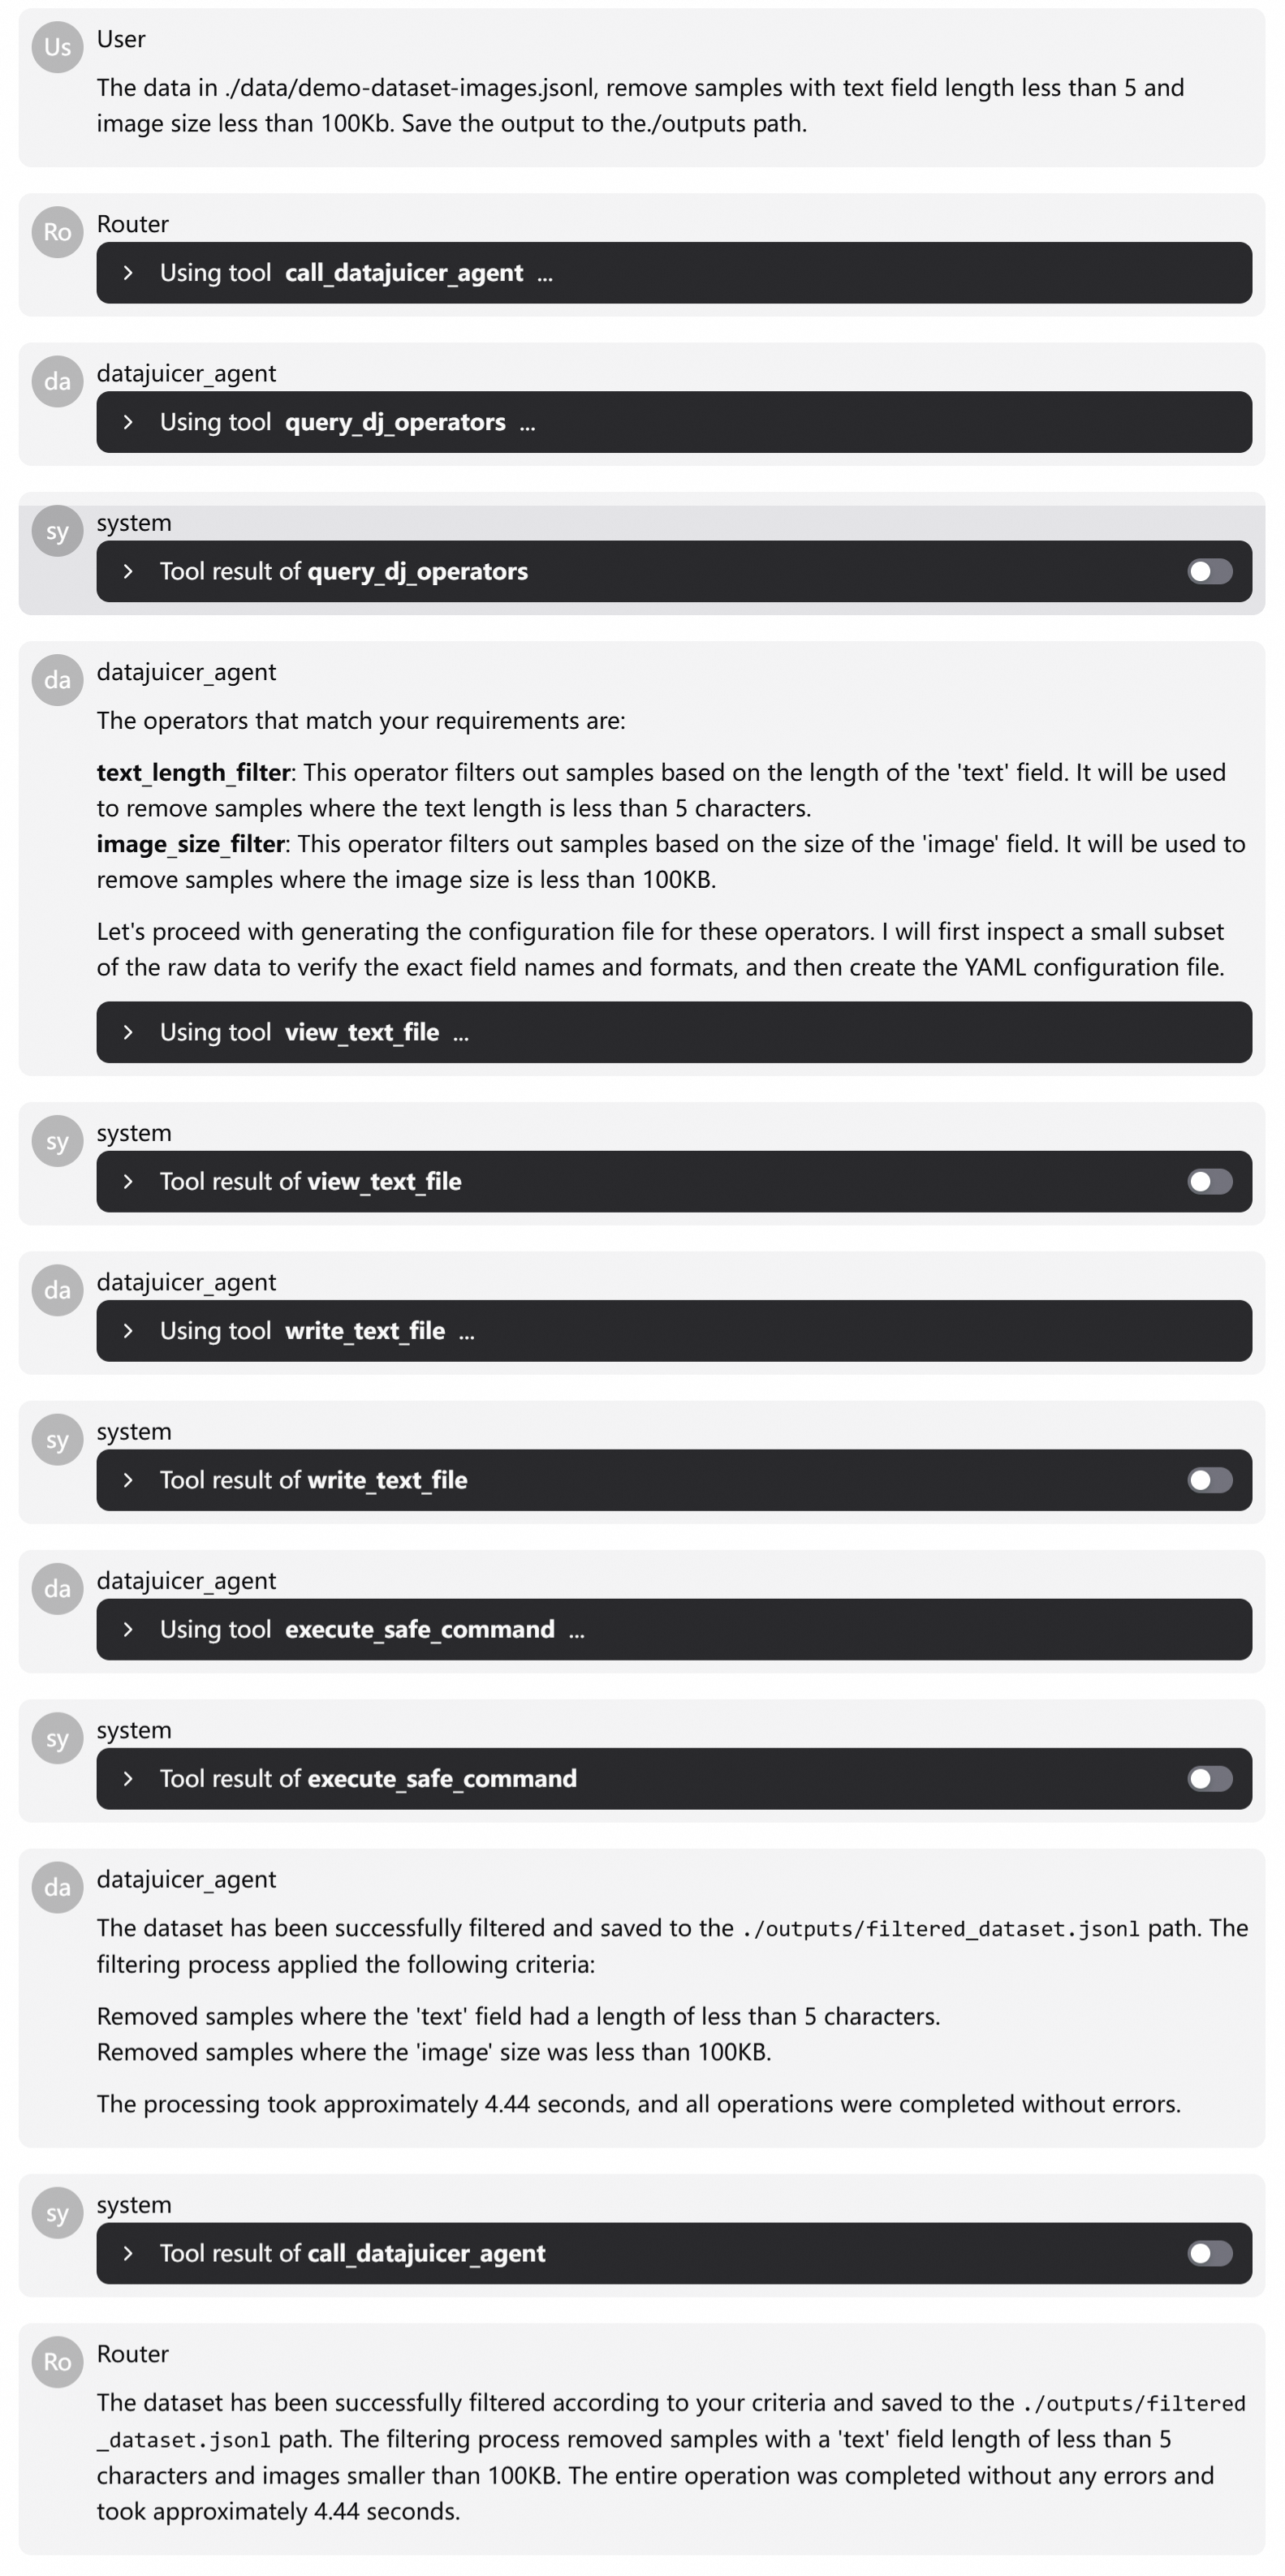 Us
User
The data in ./data/demo-dataset-images.jsonl, remove samples with text field length less than 5 and
image size less than 100Kb. Save the output to the./outputs path.
Ro
Router
Using tool call_datajuicer_agent ...
da
datajuicer_agent
Using tool query_dj_operators ...
sy
system
Tool result of query_dj_operators
da
datajuicer_agent
The operators that match your requirements are:
text_length_filter: This operator filters out samples based on the length of the 'text' field. It will be used
to remove samples where the text length is less than 5 characters.
image_size_filter: This operator filters out samples based on the size of the 'image' field. It will be used to
remove samples where the image size is less than 100KB.
Let's proceed with generating the configuration file for these operators. I will first inspect a small subset
of the raw data to verify the exact field names and formats, and then create the YAML configuration file.
Using tool view_text_file ...
sy
system
Tool result of view_text_file
da
datajuicer_agent
Using tool write_text_file ...
sy
system
Tool result of write_text_file
da
datajuicer_agent
Using tool execute_safe_command ...
sy
system
Tool result of execute_safe_command
da
datajuicer_agent
The dataset has been successfully filtered and saved to the ./outputs/filtered_dataset.jsonl path. The
filtering process applied the following criteria:
Removed samples where the 'text' field had a length of less than 5 characters.
Removed samples where the 'image' size was less than 100KB.
The processing took approximately 4.44 seconds, and all operations were completed without errors.
sy
system
Tool result of call_datajuicer_agent
Ro
Router
The dataset has been successfully filtered according to your criteria and saved to the ./outputs/filtered
_dataset.jsonl path. The filtering process removed samples with a 'text' field length of less than 5
characters and images smaller than 100KB. The entire operation was completed without any errors and
took approximately 4.44 seconds.